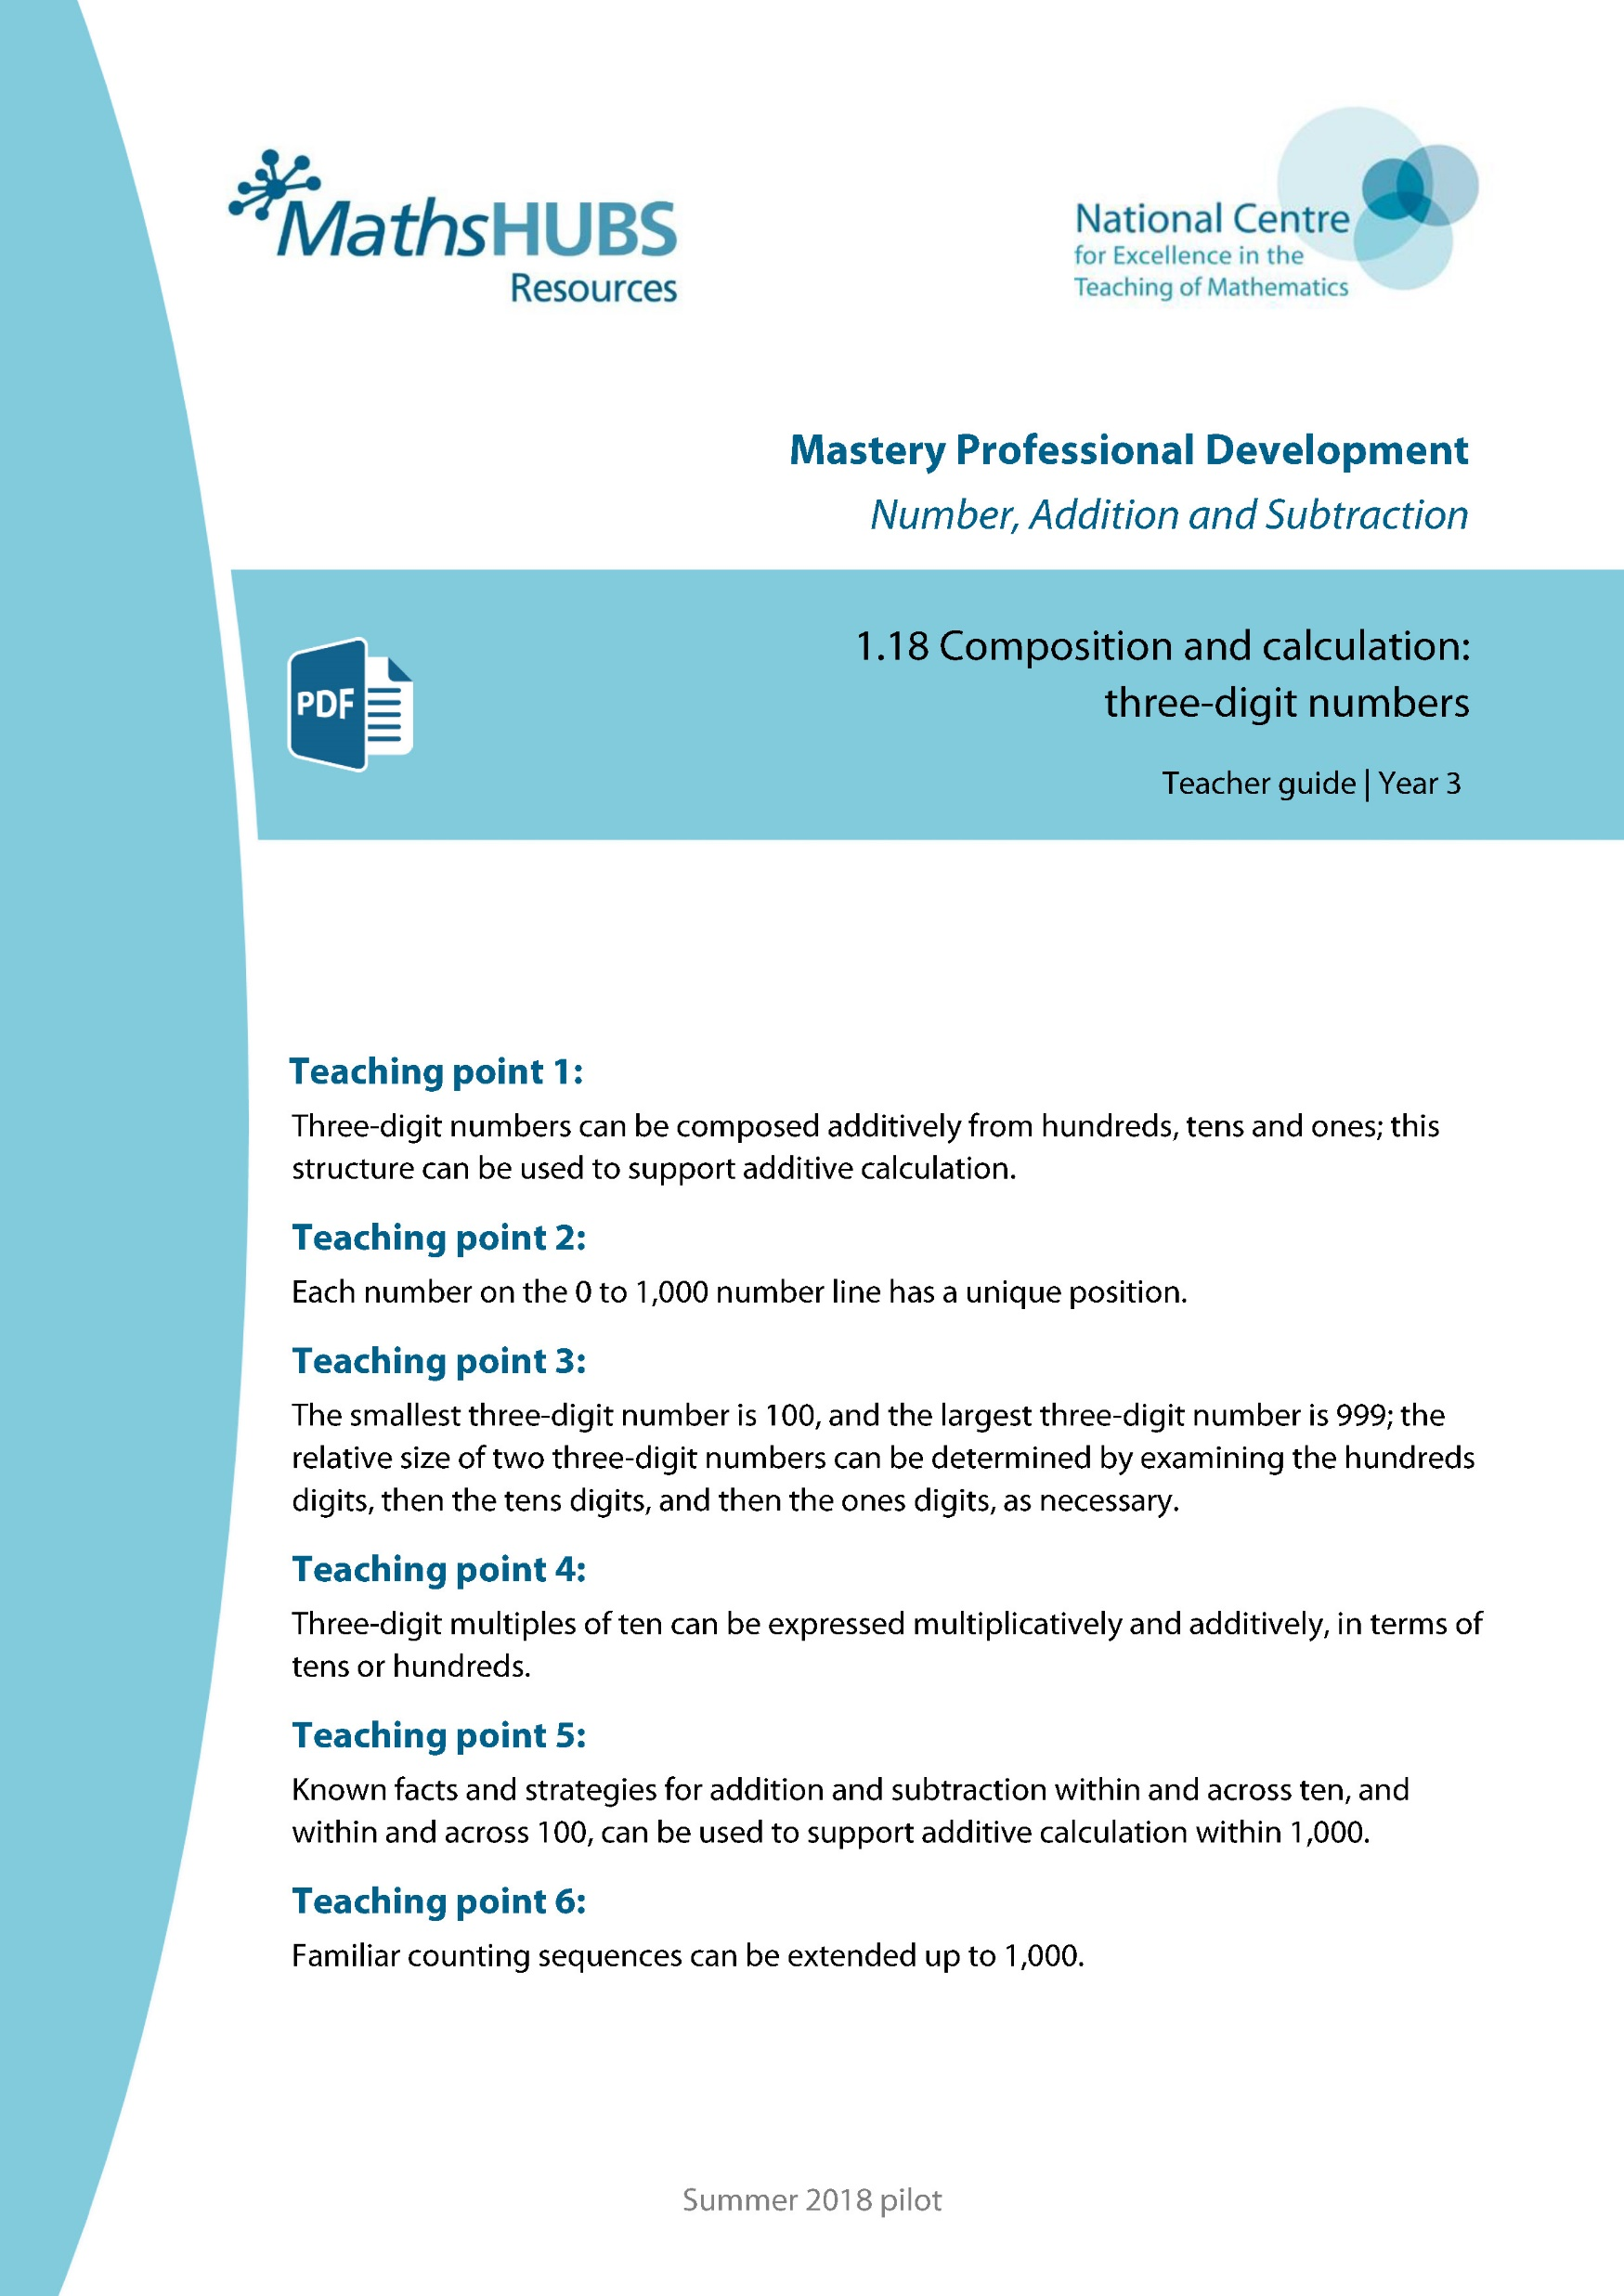 MathsHUBS
Resources
National Centre
for Excellence in the
Teaching of Mathematics
Mastery Professional Development
Number, Addition and Subtraction
PDF
1.18 Composition and calculation:
three-digit numbers
Teacher guide | Year 3
Teaching point 1:
Three-digit numbers can be composed additively from hundreds, tens and ones; this
structure can be used to support additive calculation.
Teaching point 2:
Each number on the 0 to 1,000 number line has a unique position.
Teaching point 3:
The smallest three-digit number is 100, and the largest three-digit number is 999; the
relative size of two three-digit numbers can be determined by examining the hundreds
digits, then the tens digits, and then the ones digits, as necessary.
Teaching point 4:
Three-digit multiples of ten can be expressed multiplicatively and additively, in terms of
tens or hundreds.
Teaching point 5:
Known facts and strategies for addition and subtraction within and across ten, and
within and across 100, can be used to support additive calculation within 1,000.
Teaching point 6:
Familiar counting sequences can be extended up to 1,000.
Summer 2018 pilot